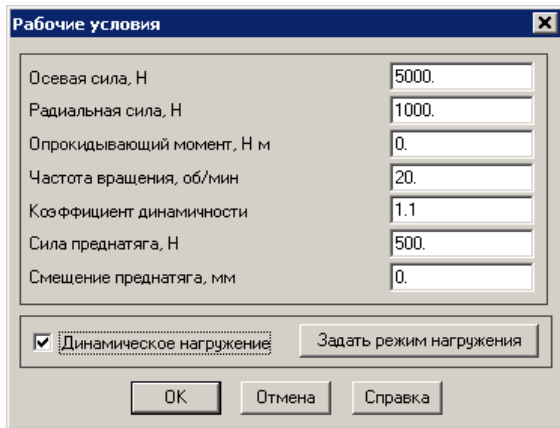 Рабочие условия
Осевая сила, Н 5000.
Радиальная сила, Н 1000.
Опрокидывающий момент, Н м 0.
Частота вращения, об/мин 20.
Коэффициент динамичности 1.1
Сила преднатяга, Н 500.
Смещение преднатяга, мм 0.
Динамическое нагружение Задать режим нагружения
ОК Отмена Справка